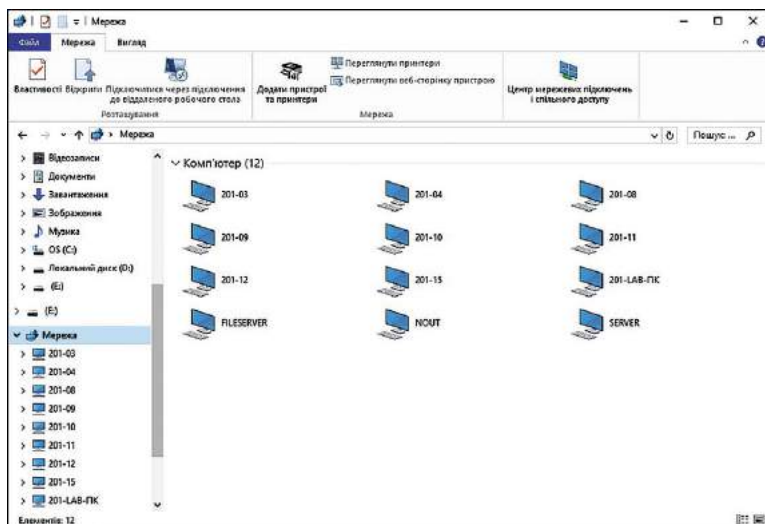 Мережа
Файл Мережа Вигляд
Властивості Відкрити Підключитися через підключення до віддаленого робочого стола
Розташування
Додати пристрої та принтери
Переглянути принтери
Переглянути веб-сторінку пристрою
Мережа
Центр мережевих підключень і спільного доступу
Мережа
Пошук ...
Відеозаписи
Документи
Завантаження
Зображення
Музика
OS (C:)
Локальний диск (D:)
(E:)
(E:)
Мережа
201-03
201-04
201-08
201-09
201-10
201-11
201-12
201-15
201-LAB-ПК
Комп'ютер (12)
201-03 201-04 201-08
201-09 201-10 201-11
201-12 201-15 201-LAB-ПК
FILESERVER NOUT SERVER
Елементів: 12